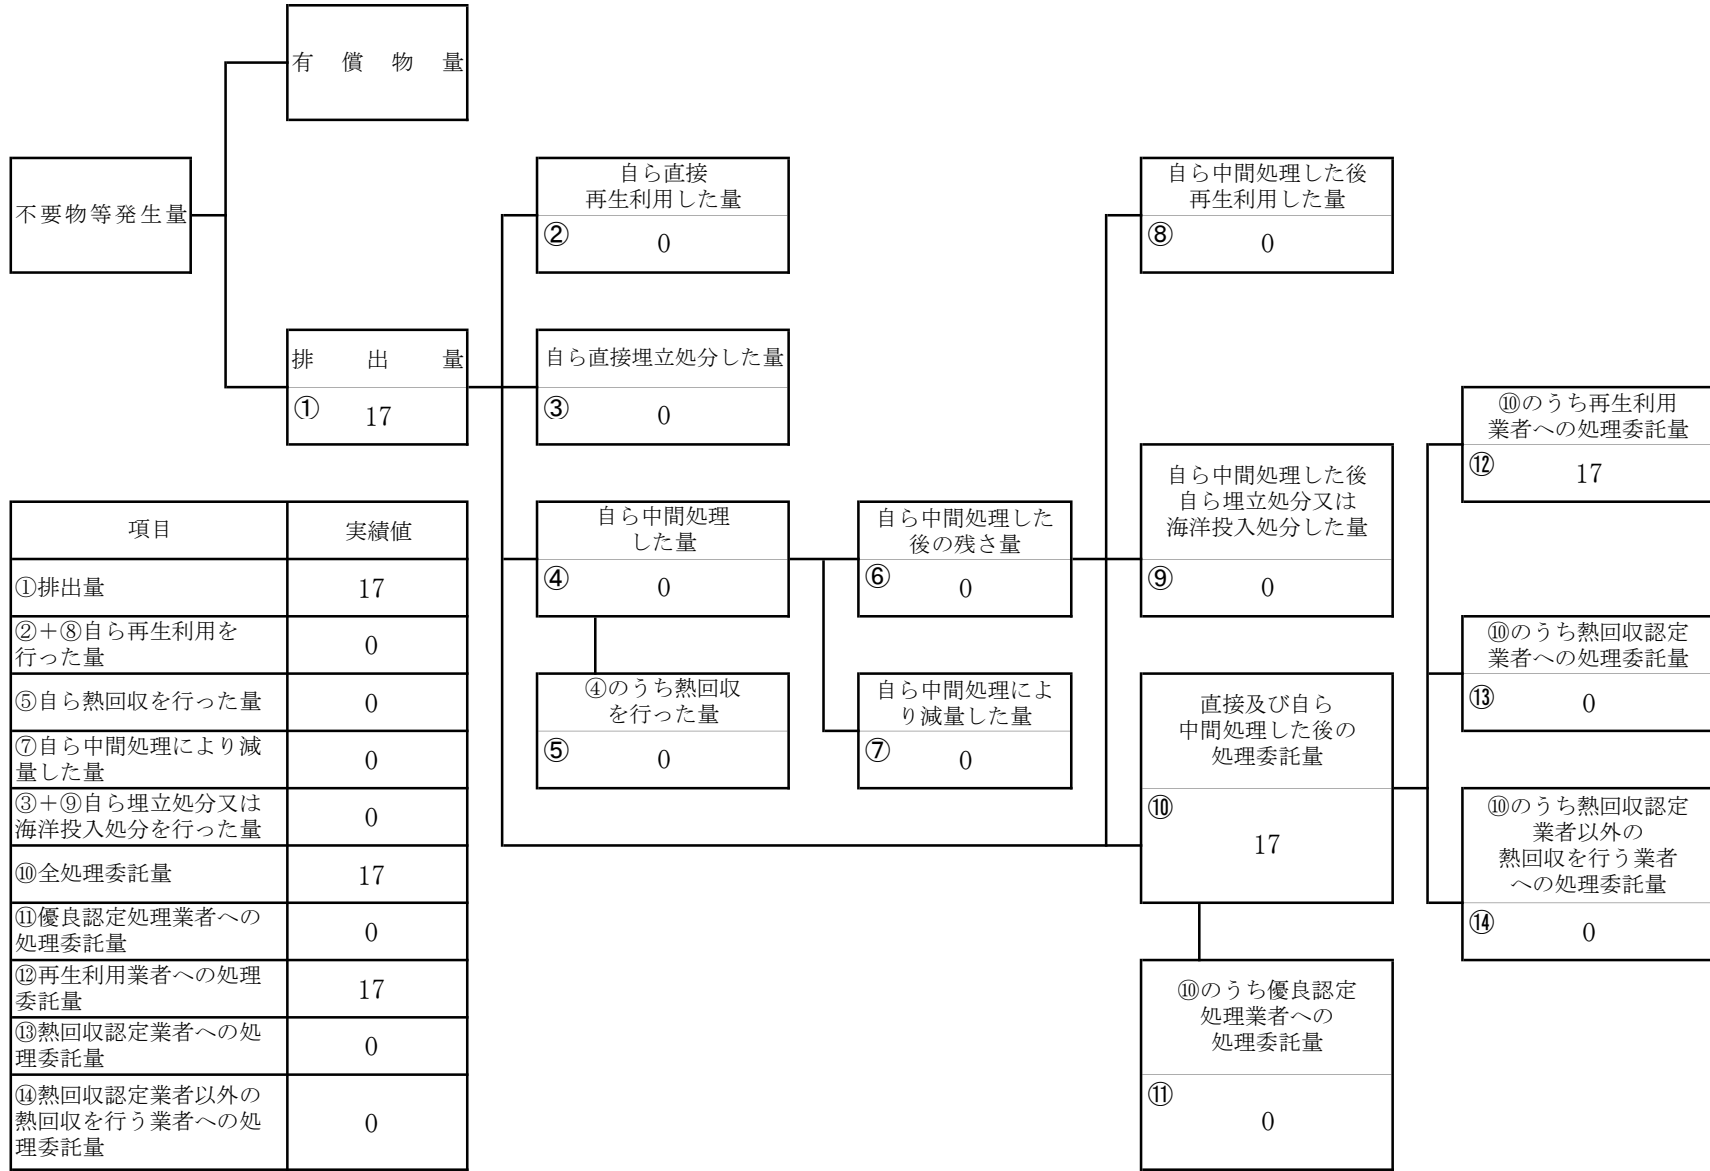 有償物量
不要物等発生量
排出量
① 17
自ら直接
再生利用した量
② 0
自ら直接埋立処分した量
③ 0
自ら中間処理
した量
④ 0
④のうち熱回収
を行った量
⑤ 0
自ら中間処理した
後の残さ量
⑥ 0
自ら中間処理によ
り減量した量
⑦ 0
自ら中間処理した後
再生利用した量
⑧ 0
自ら中間処理した後
自ら埋立処分又は
海洋投入処分した量
⑨ 0
直接及び自ら
中間処理した後の
処理委託量
⑩
17
⑩のうち優良認定
処理業者への
処理委託量
⑪
0
⑩のうち再生利用
業者への処理委託量
⑫ 17
⑩のうち熱回収認定
業者への処理委託量
⑬ 0
⑩のうち熱回収認定
業者以外の
熱回収を行う業者
への処理委託量
⑭ 0
項目 実績値
①排出量 17
②+⑧自ら再生利用を
行った量 0
⑤自ら熱回収を行った量 0
⑦自ら中間処理により減
量した量 0
③+⑨自ら埋立処分又は
海洋投入処分を行った量 0
⑩全処理委託量 17
⑪優良認定処理業者への
処理委託量 0
⑫再生利用業者への処理
委託量 17
⑬熱回収認定業者への処
理委託量 0
⑭熱回収認定業者以外の
熱回収を行う業者への処
理委託量 0